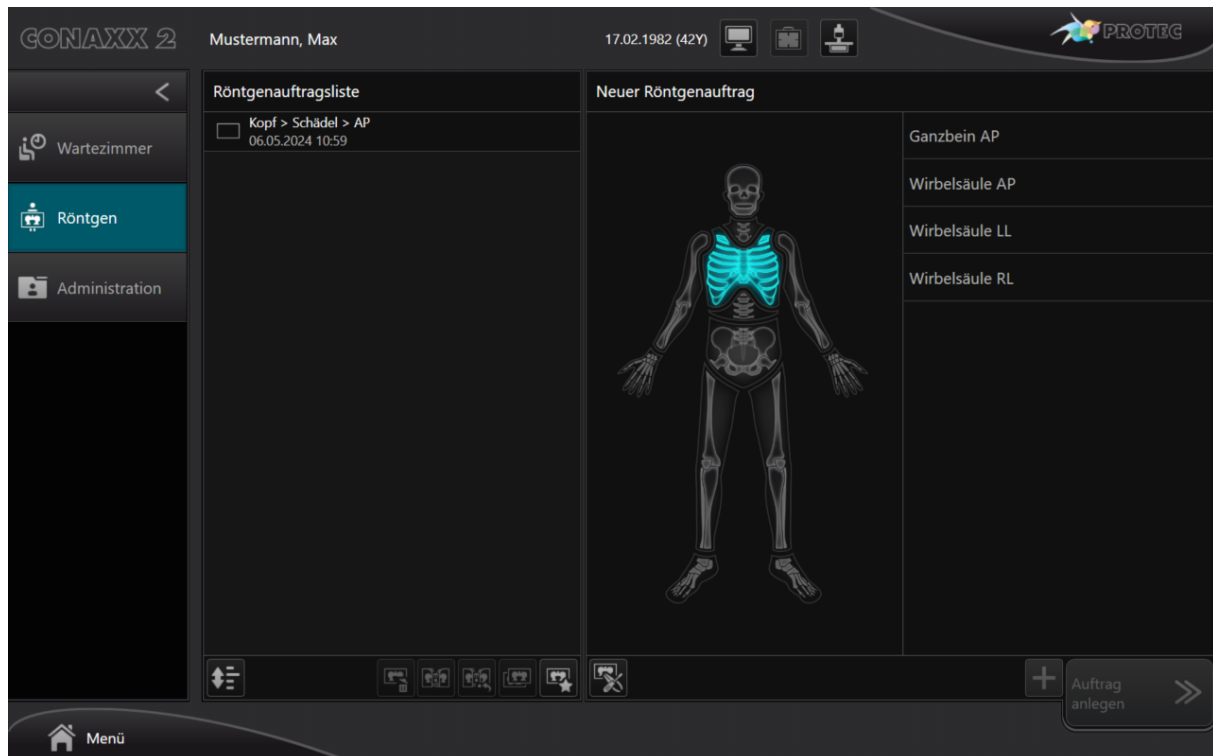 CONAXX 2
Mustermann, Max
17.02.1982 (42Y)
PROTEC
Röntgenauftragsliste
Neuer Röntgenauftrag
Wartezimmer
Röntgen
Administration
Kopf > Schädel > AP
06.05.2024 10:59
Ganzbein AP
Wirbelsäule AP
Wirbelsäule LL
Wirbelsäule RL
Auftrag
anlegen
Menü